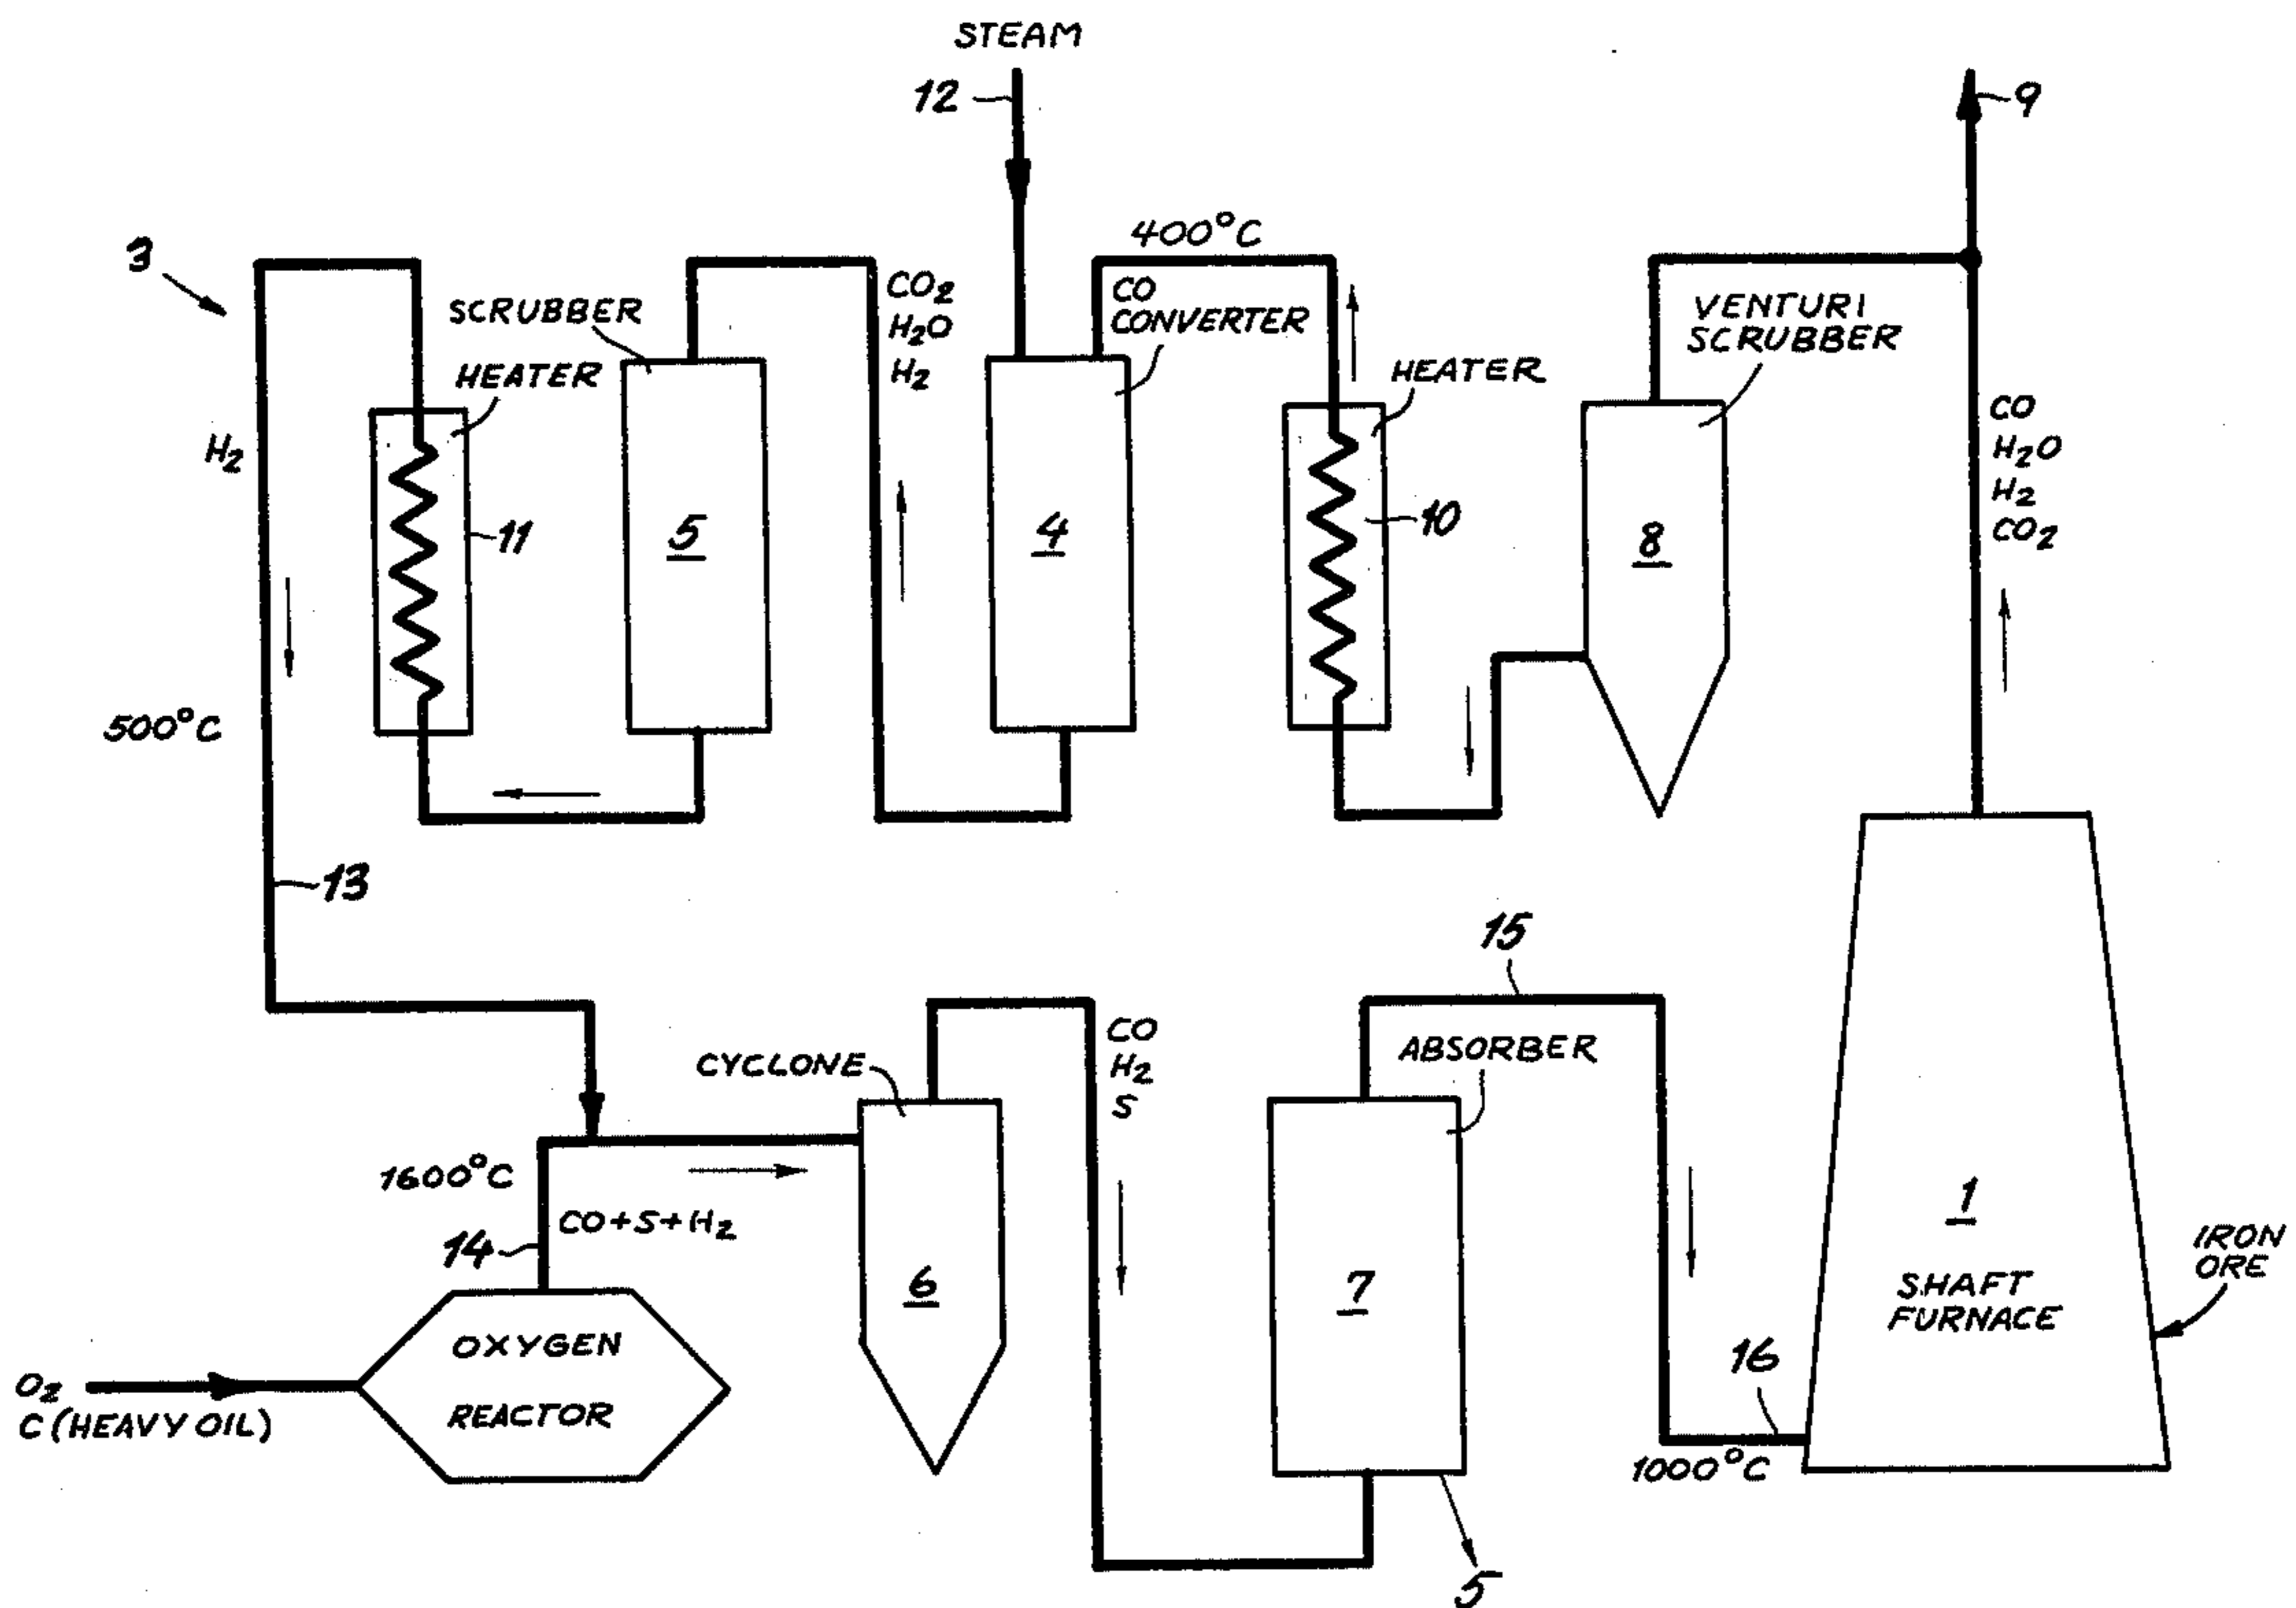 STEAM
12
9
3
400°C
SCRUBBER
CO2
H2O
H2
CO
CONVERTER
VENTURI
SCRUBBER
HEATER
HEATER
H2
CO
H2O
H2
CO2
11
5
4
10
8
500°C
13
15
CYCLONE
CO
H2
S
ABSORBER
1600°C
CO+S+H2
14
6
7
1
SHAFT
FURNACE
IRON
ORE
OXYGEN
REACTOR
O2
C (HEAVY OIL)
16
1000°C
5